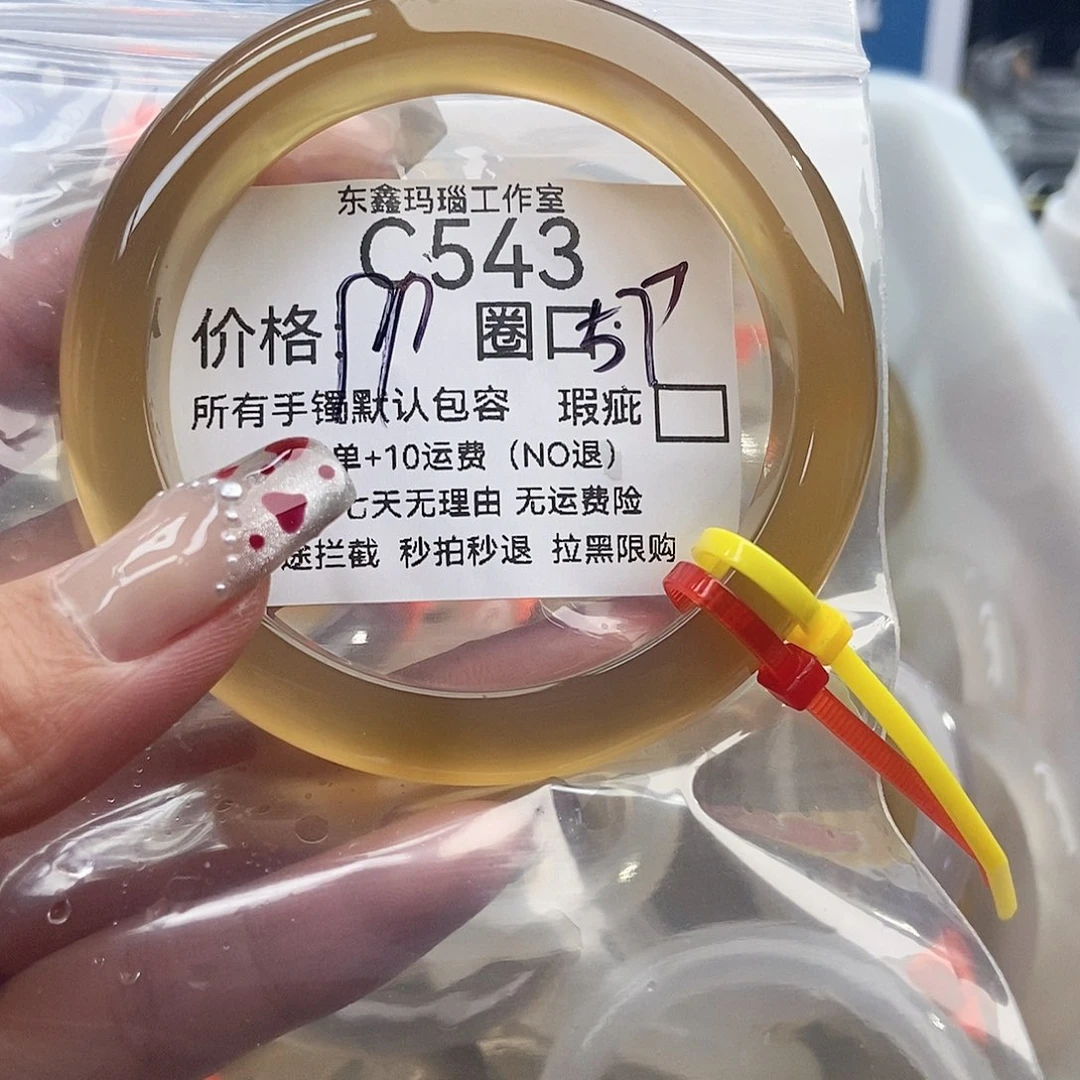 东鑫玛瑙工作室
C543
价格: 圈口
所有手镯默认包容 瑕疵
单+10运费（NO退）
七天无理由 无运费险
途拦截 秒拍秒退 拉黑限购